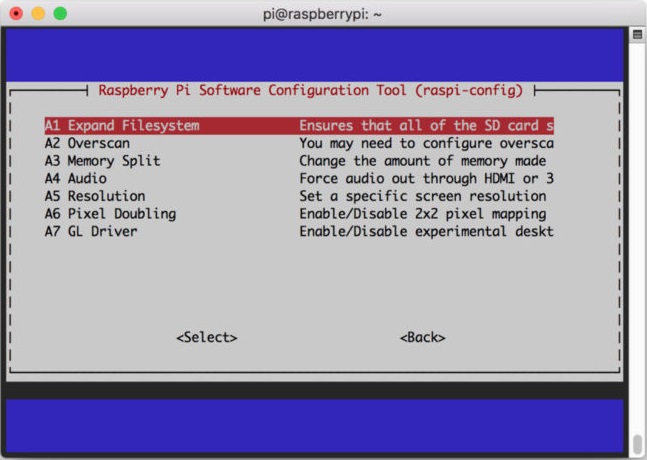 pi@raspberrypi: ~
Raspberry Pi Software Configuration Tool (raspi-config)
A1 Expand Filesystem Ensures that all of the SD card s
A2 Overscan You may need to configure oversca
A3 Memory Split Change the amount of memory made
A4 Audio Force audio out through HDMI or 3
A5 Resolution Set a specific screen resolution
A6 Pixel Doubling Enable/Disable 2x2 pixel mapping
A7 GL Driver Enable/Disable experimental deskt
<Select> <Back>